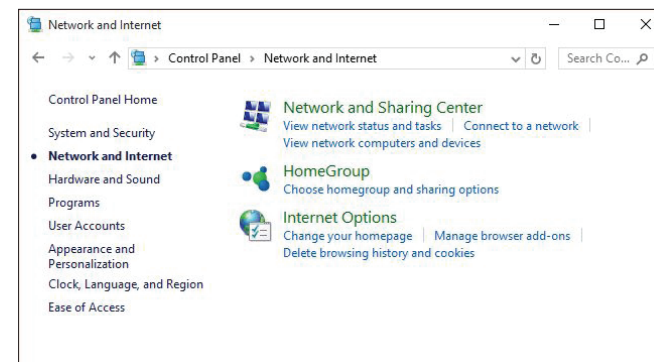 Network and Internet
Control Panel > Network and Internet
Search Co...
Control Panel Home
System and Security
Network and Internet
Hardware and Sound
Programs
User Accounts
Appearance and
Personalization
Clock, Language, and Region
Ease of Access
Network and Sharing Center
View network status and tasks | Connect to a network |
View network computers and devices
HomeGroup
Choose homegroup and sharing options
Internet Options
Change your homepage | Manage browser add-ons |
Delete browsing history and cookies